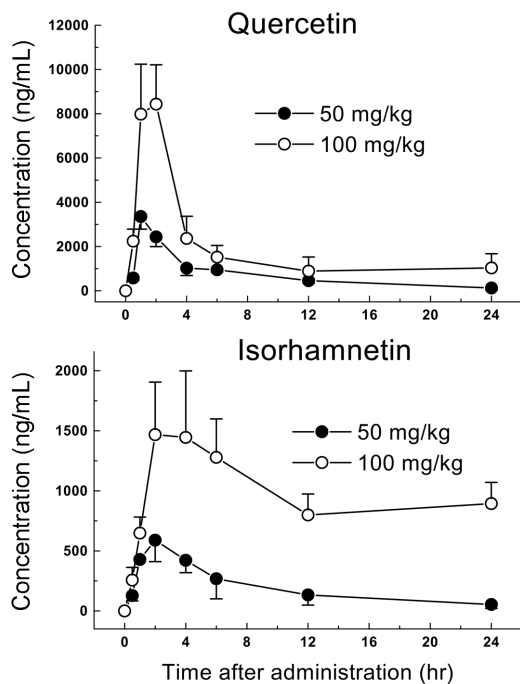 Quercetin
Concentration (ng/mL)
12000
10000
8000
6000
4000
2000
0
50 mg/kg
100 mg/kg
0 4 8 12 16 20 24
Isorhamnetin
Concentration (ng/mL)
2000
1500
1000
500
0
50 mg/kg
100 mg/kg
0 4 8 12 16 20 24
Time after administration (hr)